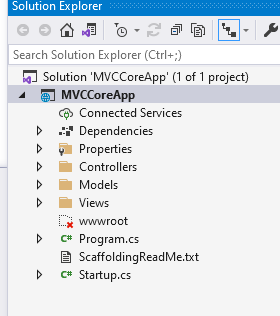 Solution Explorer
Search Solution Explorer (Ctrl+;)
Solution 'MVCCoreApp' (1 of 1 project)
MVCCoreApp
Connected Services
Dependencies
Properties
Controllers
Models
Views
wwwroot
C# Program.cs
ScaffoldingReadMe.txt
C# Startup.cs